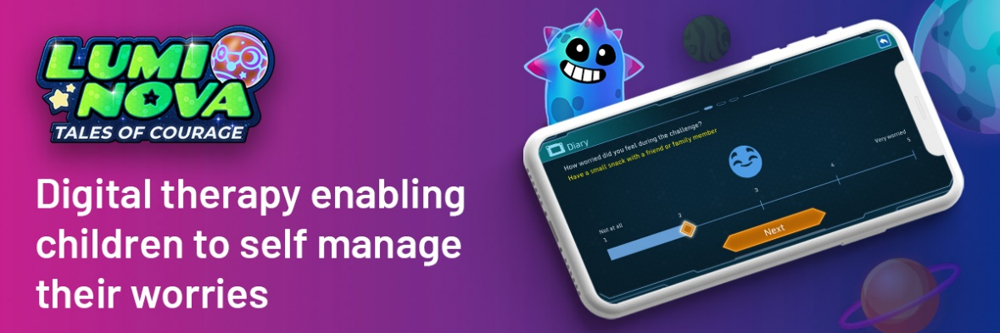 LUMI
NOVA
TALES OF COURAGE
Digital therapy enabling
children to self manage
their worries
Diary
How worried did you feel during the challenge?
Have a small snack with a friend or family member
Not at all
Very worried
1
2
3
4
5
Next